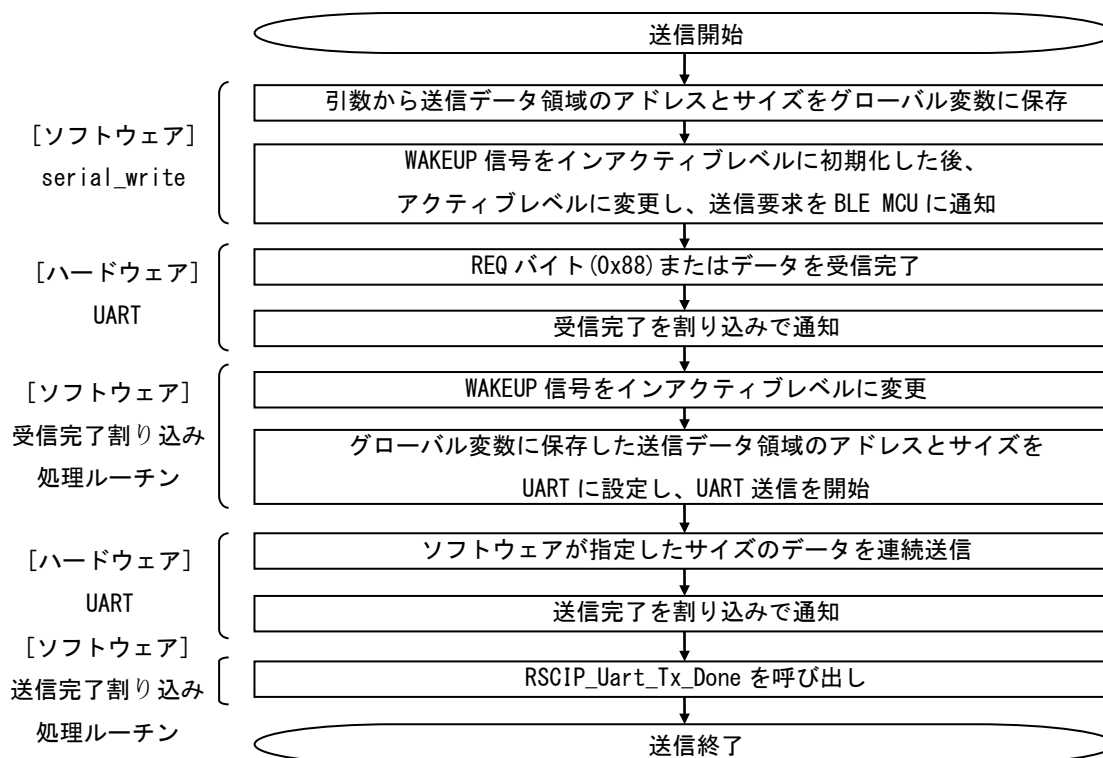 送信開始
[ソフトウェア]
serial_write
引数から送信データ領域のアドレスとサイズをグローバル変数に保存
WAKEUP 信号をインアクティブレベルに初期化した後、
アクティブレベルに変更し、送信要求を BLE MCU に通知
[ハードウェア]
UART
REQ バイト(0x88)またはデータを受信完了
受信完了を割り込みで通知
[ソフトウェア]
受信完了割り込み
処理ルーチン
WAKEUP 信号をインアクティブレベルに変更
グローバル変数に保存した送信データ領域のアドレスとサイズを
UART に設定し、UART 送信を開始
[ハードウェア]
UART
ソフトウェアが指定したサイズのデータを連続送信
送信完了を割り込みで通知
[ソフトウェア]
送信完了割り込み
処理ルーチン
RSCIP_Uart_Tx_Done を呼び出し
送信終了